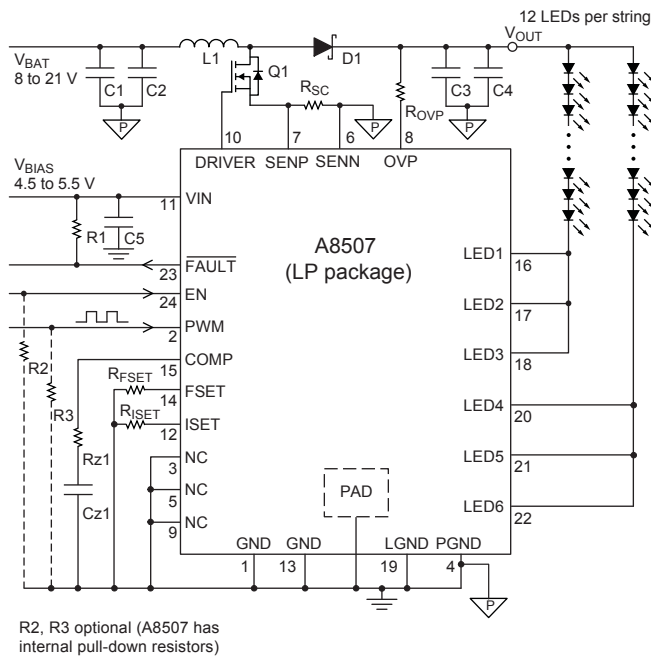 12 LEDs per string
VBAT
8 to 21 V
C1
C2
L1
Q1
D1
VOUT
RSC
ROVP
C3
C4
P
P
P
10
7
6
8
DRIVER
SENP
SENN
OVP
VBIAS
4.5 to 5.5 V
R1
C5
11
VIN
A8507
(LP package)
23
FAULT
24
EN
2
PWM
15
COMP
RFSET
14
FSET
RISET
12
ISET
3
NC
5
NC
9
NC
R2
R3
Rz1
Cz1
LED1
16
LED2
17
LED3
18
LED4
20
LED5
21
LED6
22
PAD
GND
GND
LGND
PGND
1
13
19
4
P
R2, R3 optional (A8507 has
internal pull-down resistors)